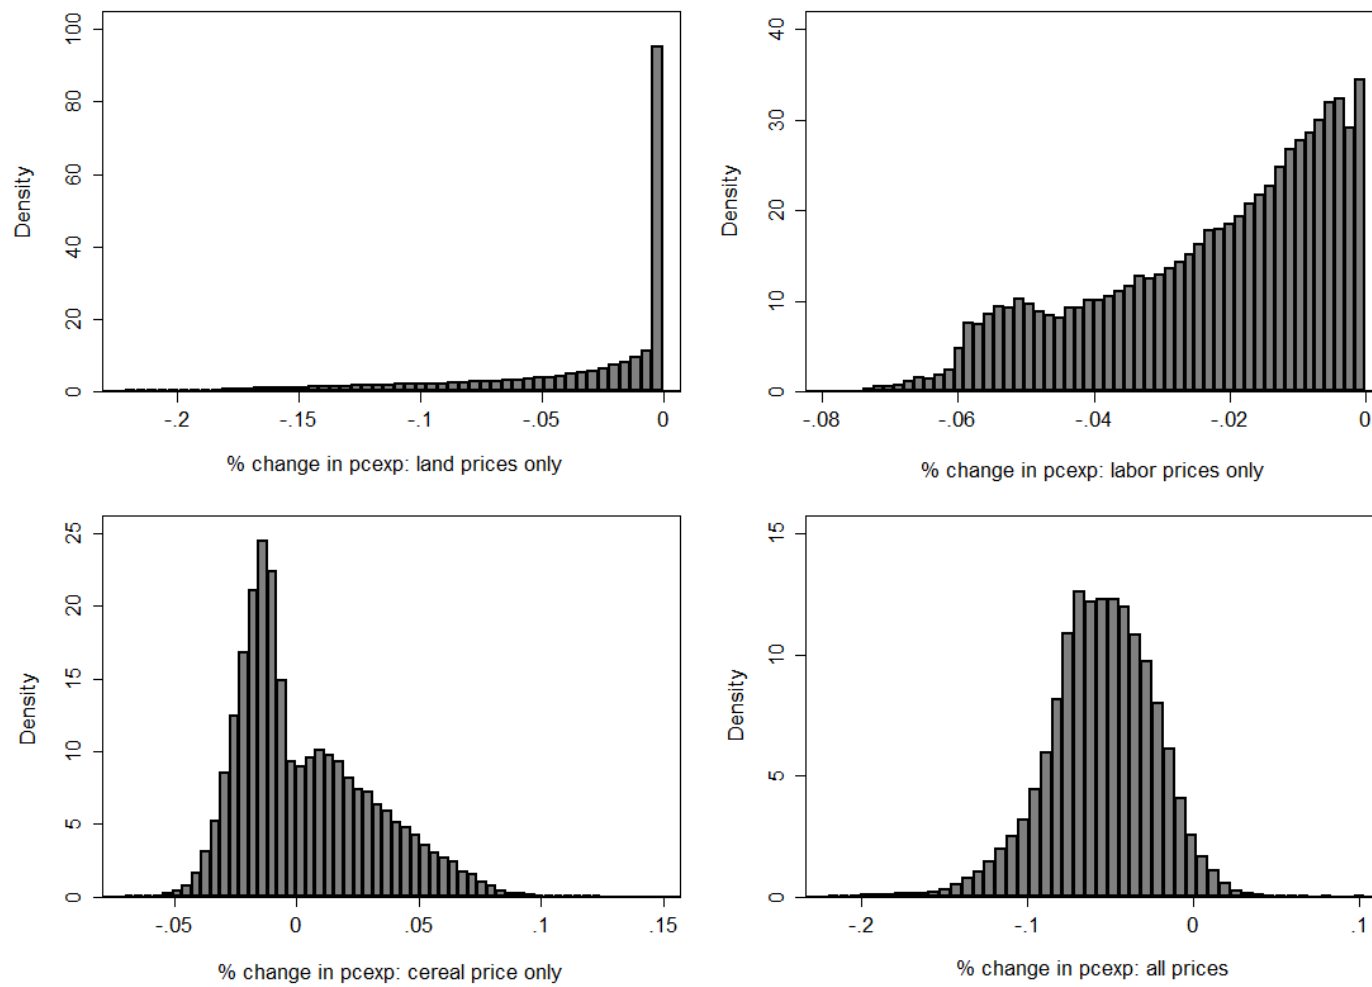 100
80
60
40
20
0
Density
-.2 -.15 -.1 -.05 0
% change in pcexp: land prices only
40
30
20
10
0
Density
-.08 -.06 -.04 -.02 0
% change in pcexp: labor prices only
25
20
15
10
5
0
Density
-.05 0 .05 .1 .15
% change in pcexp: cereal price only
15
10
5
0
Density
-.2 -.1 0 .1
% change in pcexp: all prices